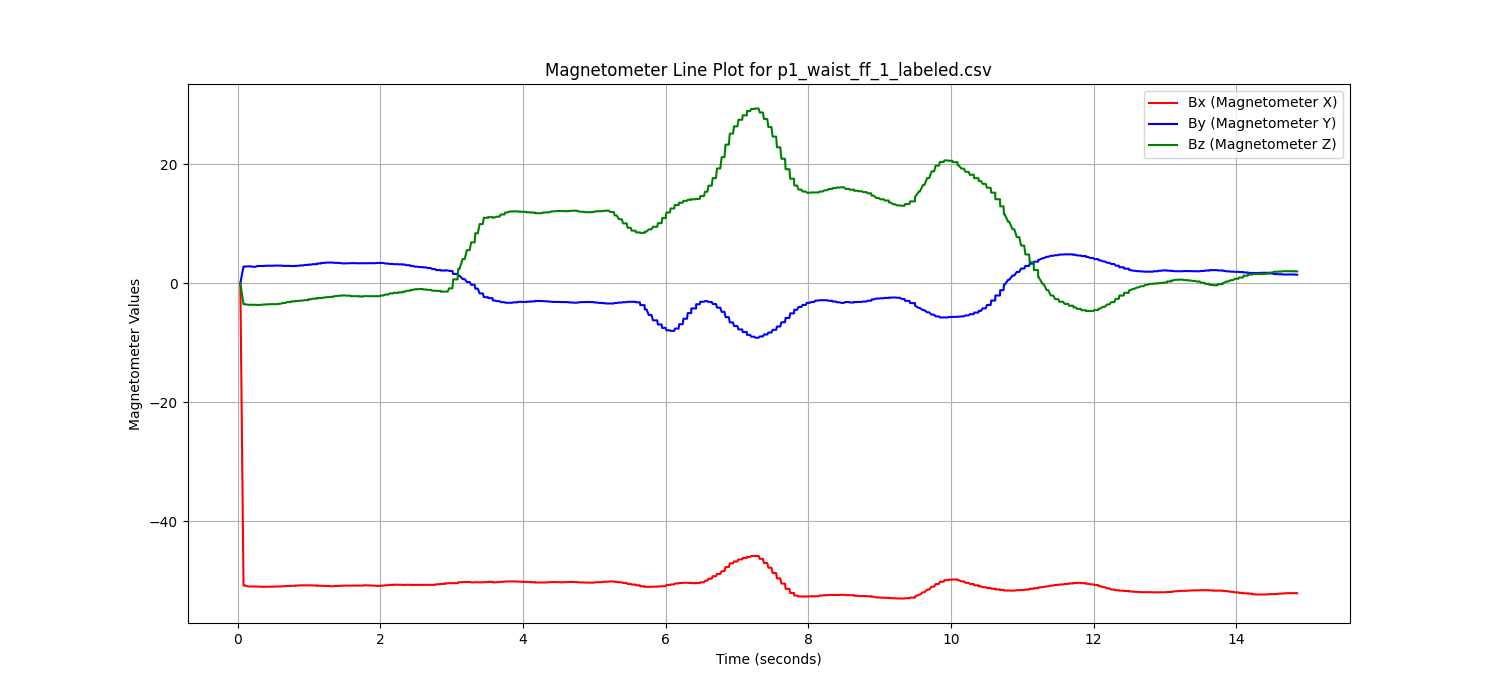 Magnetometer Line Plot for p1_waist_ff_1_labeled.csv
Bx (Magnetometer X)
By (Magnetometer Y)
Bz (Magnetometer Z)
Magnetometer Values
20
0
−20
−40
0 2 4 6 8 10 12 14
Time (seconds)